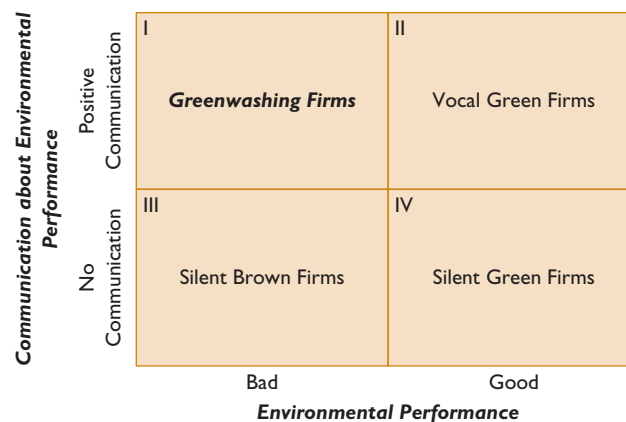 Communication about Environmental
Performance
Positive
Communication
No
Communication
I
Greenwashing Firms
II
Vocal Green Firms
III
Silent Brown Firms
IV
Silent Green Firms
Bad
Good
Environmental Performance